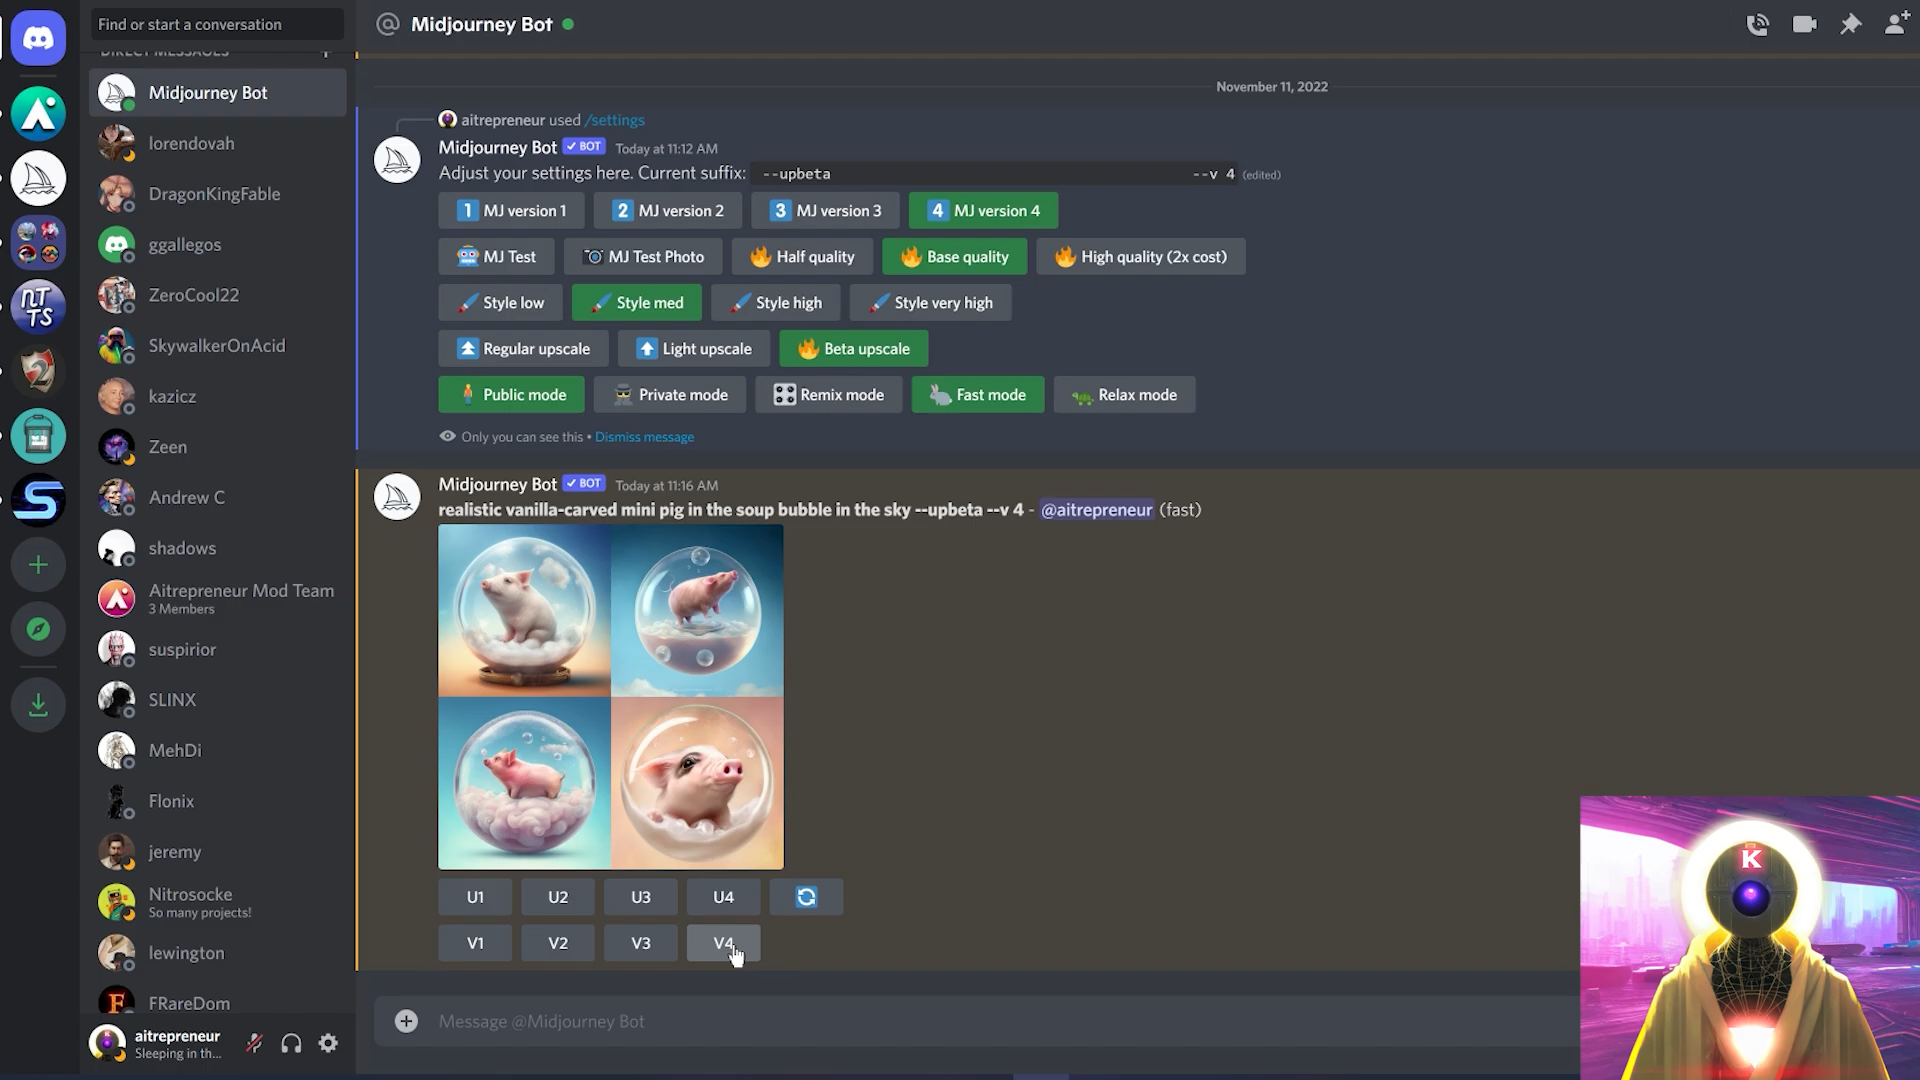 Find or start a conversation
DIRECT MESSAGES
Midjourney Bot
lorendovah
DragonKingFable
ggallegos
ZeroCool22
SkywalkerOnAcid
kazicz
Zeen
Andrew C
shadows
Aitrepreneur Mod Team
3 Members
suspirior
SLINX
MehDi
Flonix
jeremy
Nitrosocke
So many projects!
lewington
FRareDom
aitrepreneur
Sleeping in th...
NT
TS
2
@ Midjourney Bot
November 11, 2022
aitrepreneur used /settings
Midjourney Bot ✓ BOT Today at 11:12 AM
Adjust your settings here. Current suffix: --upbeta --v 4 (edited)
1 MJ version 1 2 MJ version 2 3 MJ version 3 4 MJ version 4
MJ Test MJ Test Photo Half quality Base quality High quality (2x cost)
Style low Style med Style high Style very high
Regular upscale Light upscale Beta upscale
Public mode Private mode Remix mode Fast mode Relax mode
Only you can see this • Dismiss message
Midjourney Bot ✓ BOT Today at 11:16 AM
realistic vanilla-carved mini pig in the soup bubble in the sky --upbeta --v 4 - @aitrepreneur (fast)
U1 U2 U3 U4
V1 V2 V3 V4
Message @Midjourney Bot
K